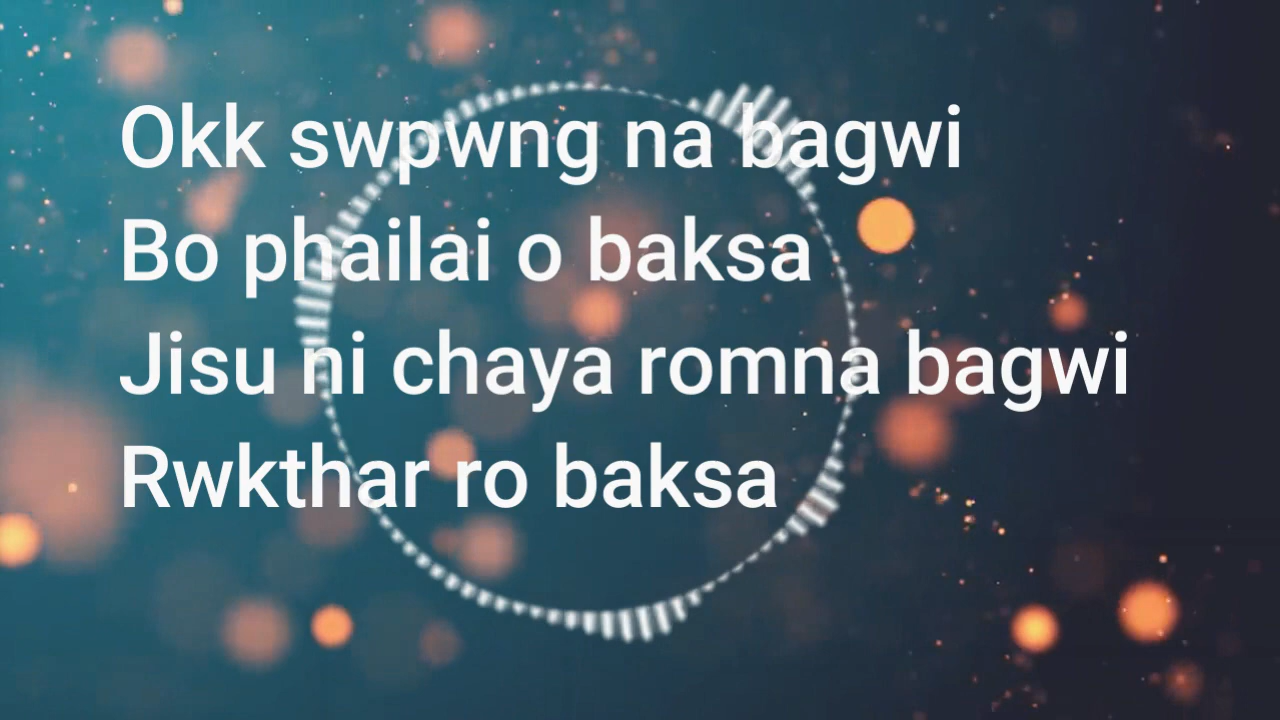 Okk swpwng na bagwi
Bo phailai o baksa
Jisu ni chaya romna bagwi
Rwkthar ro baksa